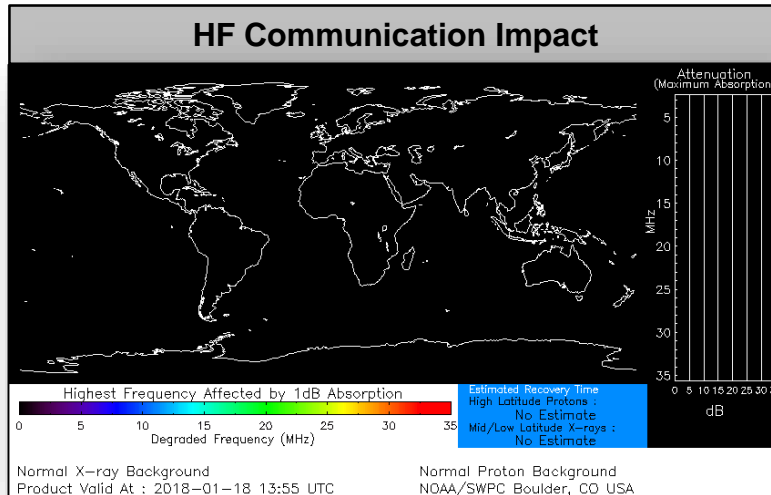 HF Communication Impact
Attenuation
(Maximum Absorption
5
10
15
20
25
30
35
MHz
0 5 10 15 20 25 30
dB
Highest Frequency Affected by 1dB Absorption
0 5 10 15 20 25 30 35
Degraded Frequency (MHz)
Estimated Recovery Time
High Latitude Protons :
No Estimate
Mid/Low Latitude X-rays :
No Estimate
Normal X-ray Background
Product Valid At : 2018-01-18 13:55 UTC
Normal Proton Background
NOAA/SWPC Boulder, CO USA